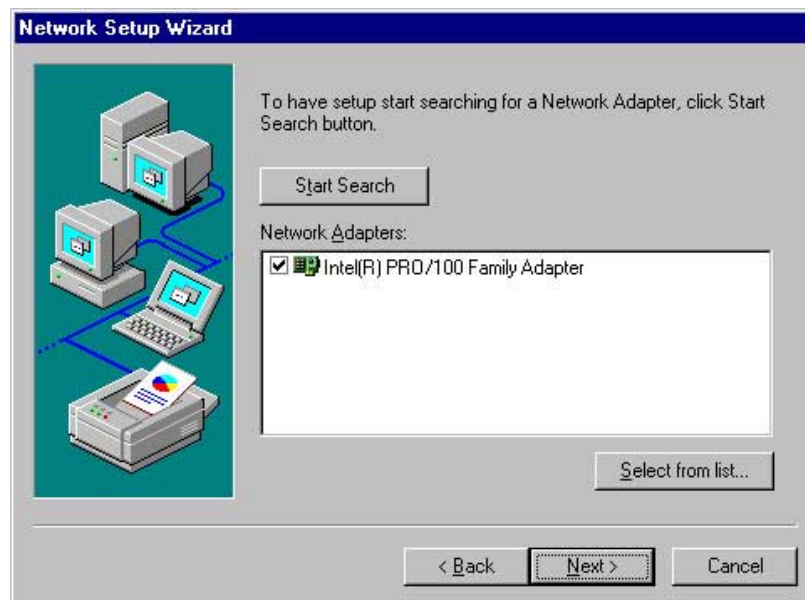 Network Setup Wizard
To have setup start searching for a Network Adapter, click Start
Search button.
Start Search
Network Adapters:
Intel(R) PRO/100 Family Adapter
Select from list...
< Back
Next >
Cancel